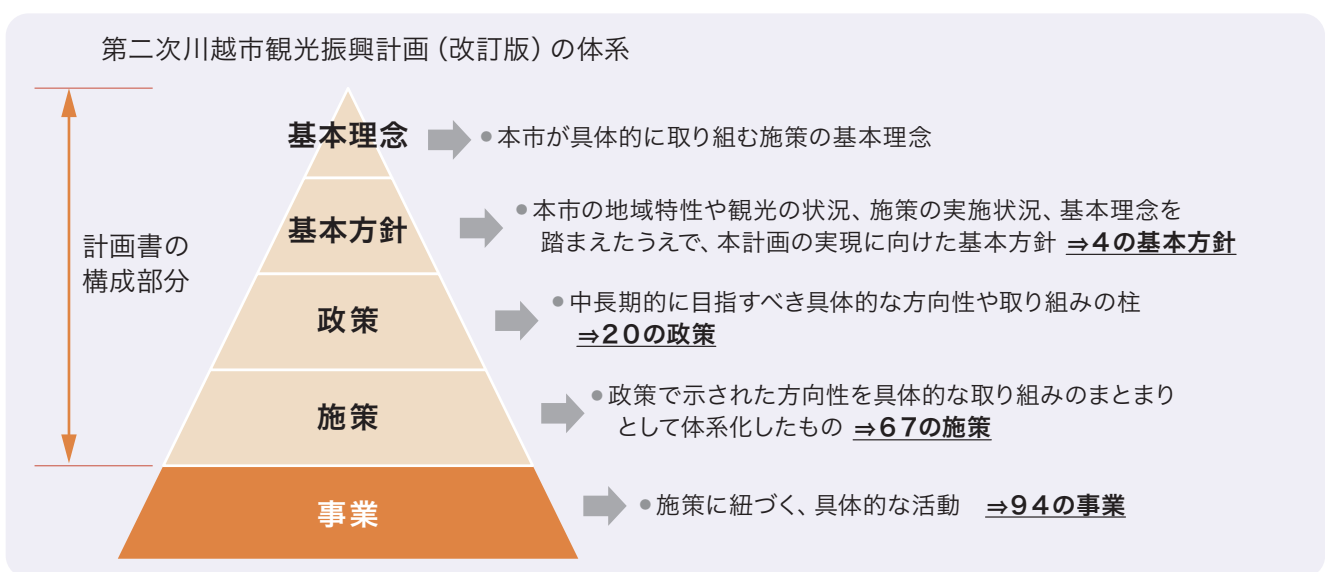 第二次川越市観光振興計画（改訂版）の体系
計画書の
構成部分
基本理念
●本市が具体的に取り組む施策の基本理念
基本方針
●本市の地域特性や観光の状況、施策の実施状況、基本理念を
踏まえたうえで、本計画の実現に向けた基本方針 ⇒4の基本方針
政策
●中長期的に目指すべき具体的な方向性や取り組みの柱
⇒20の政策
施策
●政策で示された方向性を具体的な取り組みのまとまり
として体系化したもの ⇒67の施策
事業
●施策に紐づく、具体的な活動 ⇒94の事業